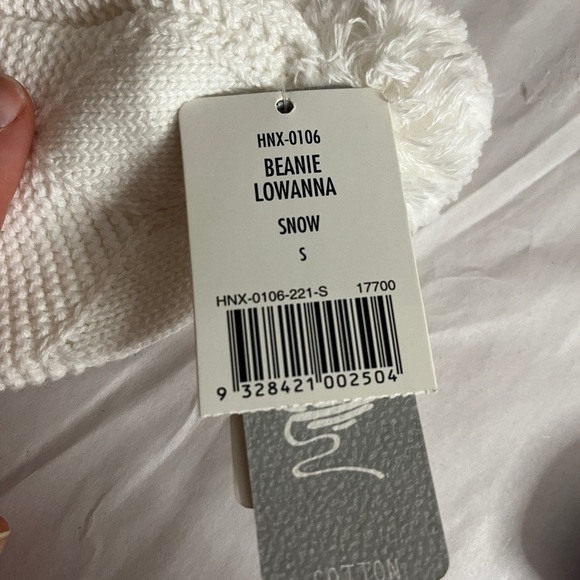 HNX-0106
BEANIE
LOWANNA
SNOW
S
HNX-0106-221-S 17700
9 328421 002504
COTTON